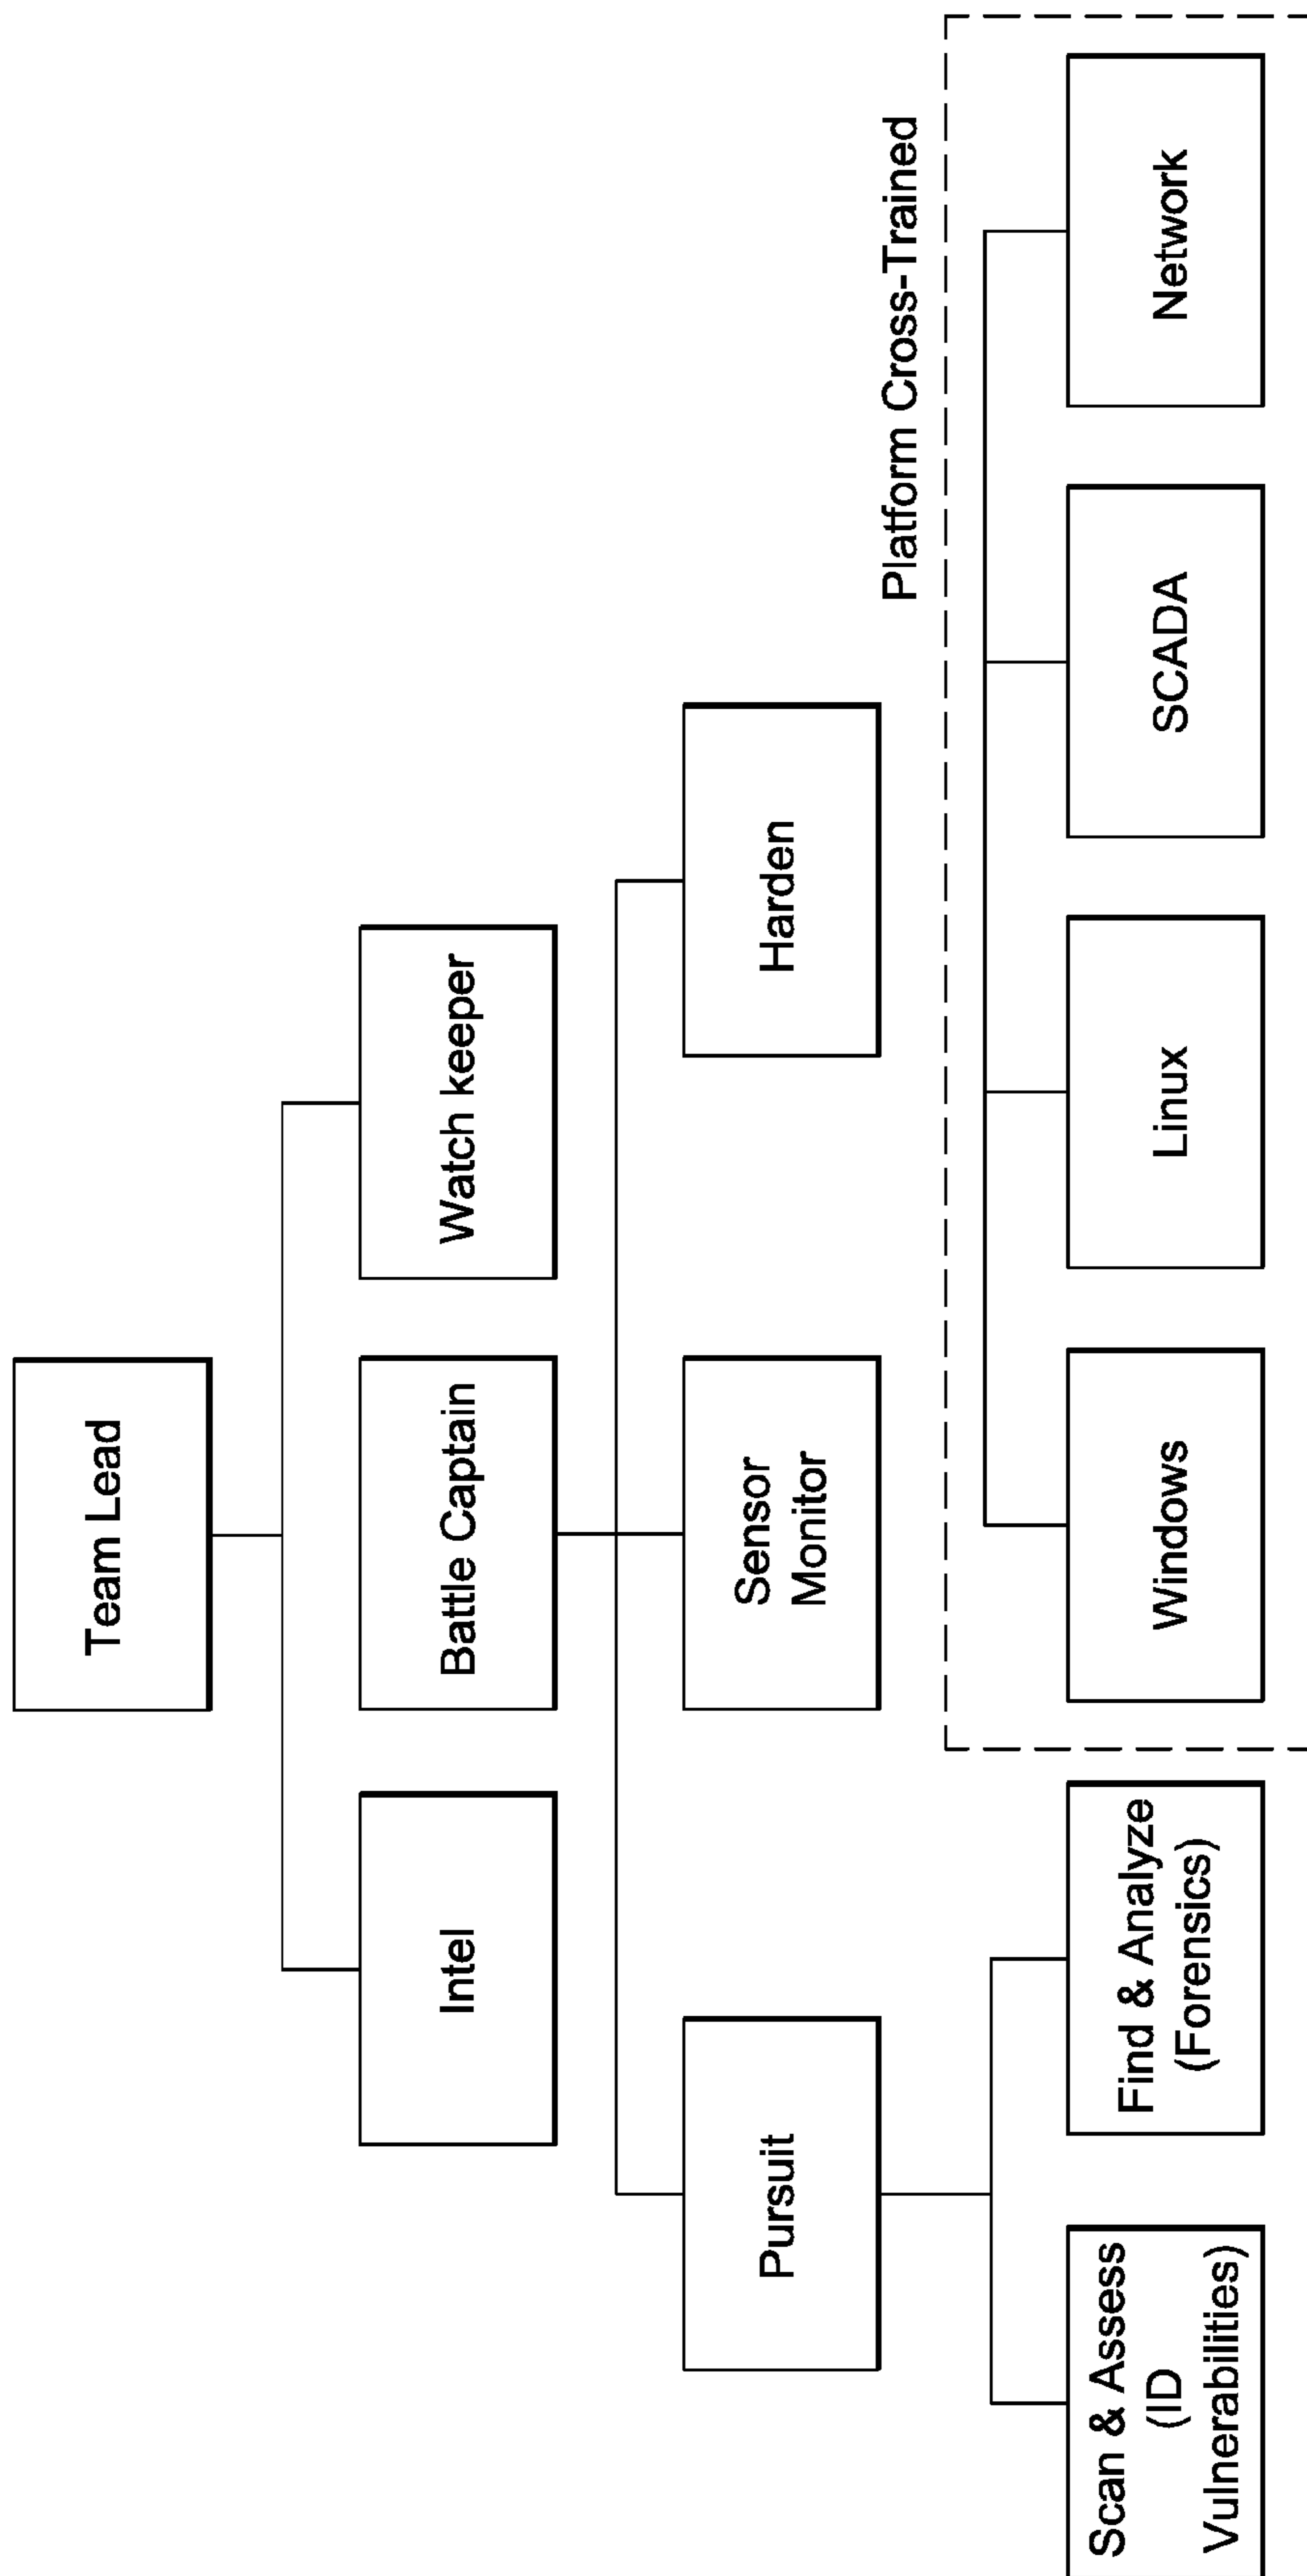 Team Lead
Intel
Battle Captain
Watch keeper
Pursuit
Sensor
Monitor
Harden
Platform Cross-Trained
Scan & Assess
(ID
Vulnerabilities)
Find & Analyze
(Forensics)
Windows
Linux
SCADA
Network